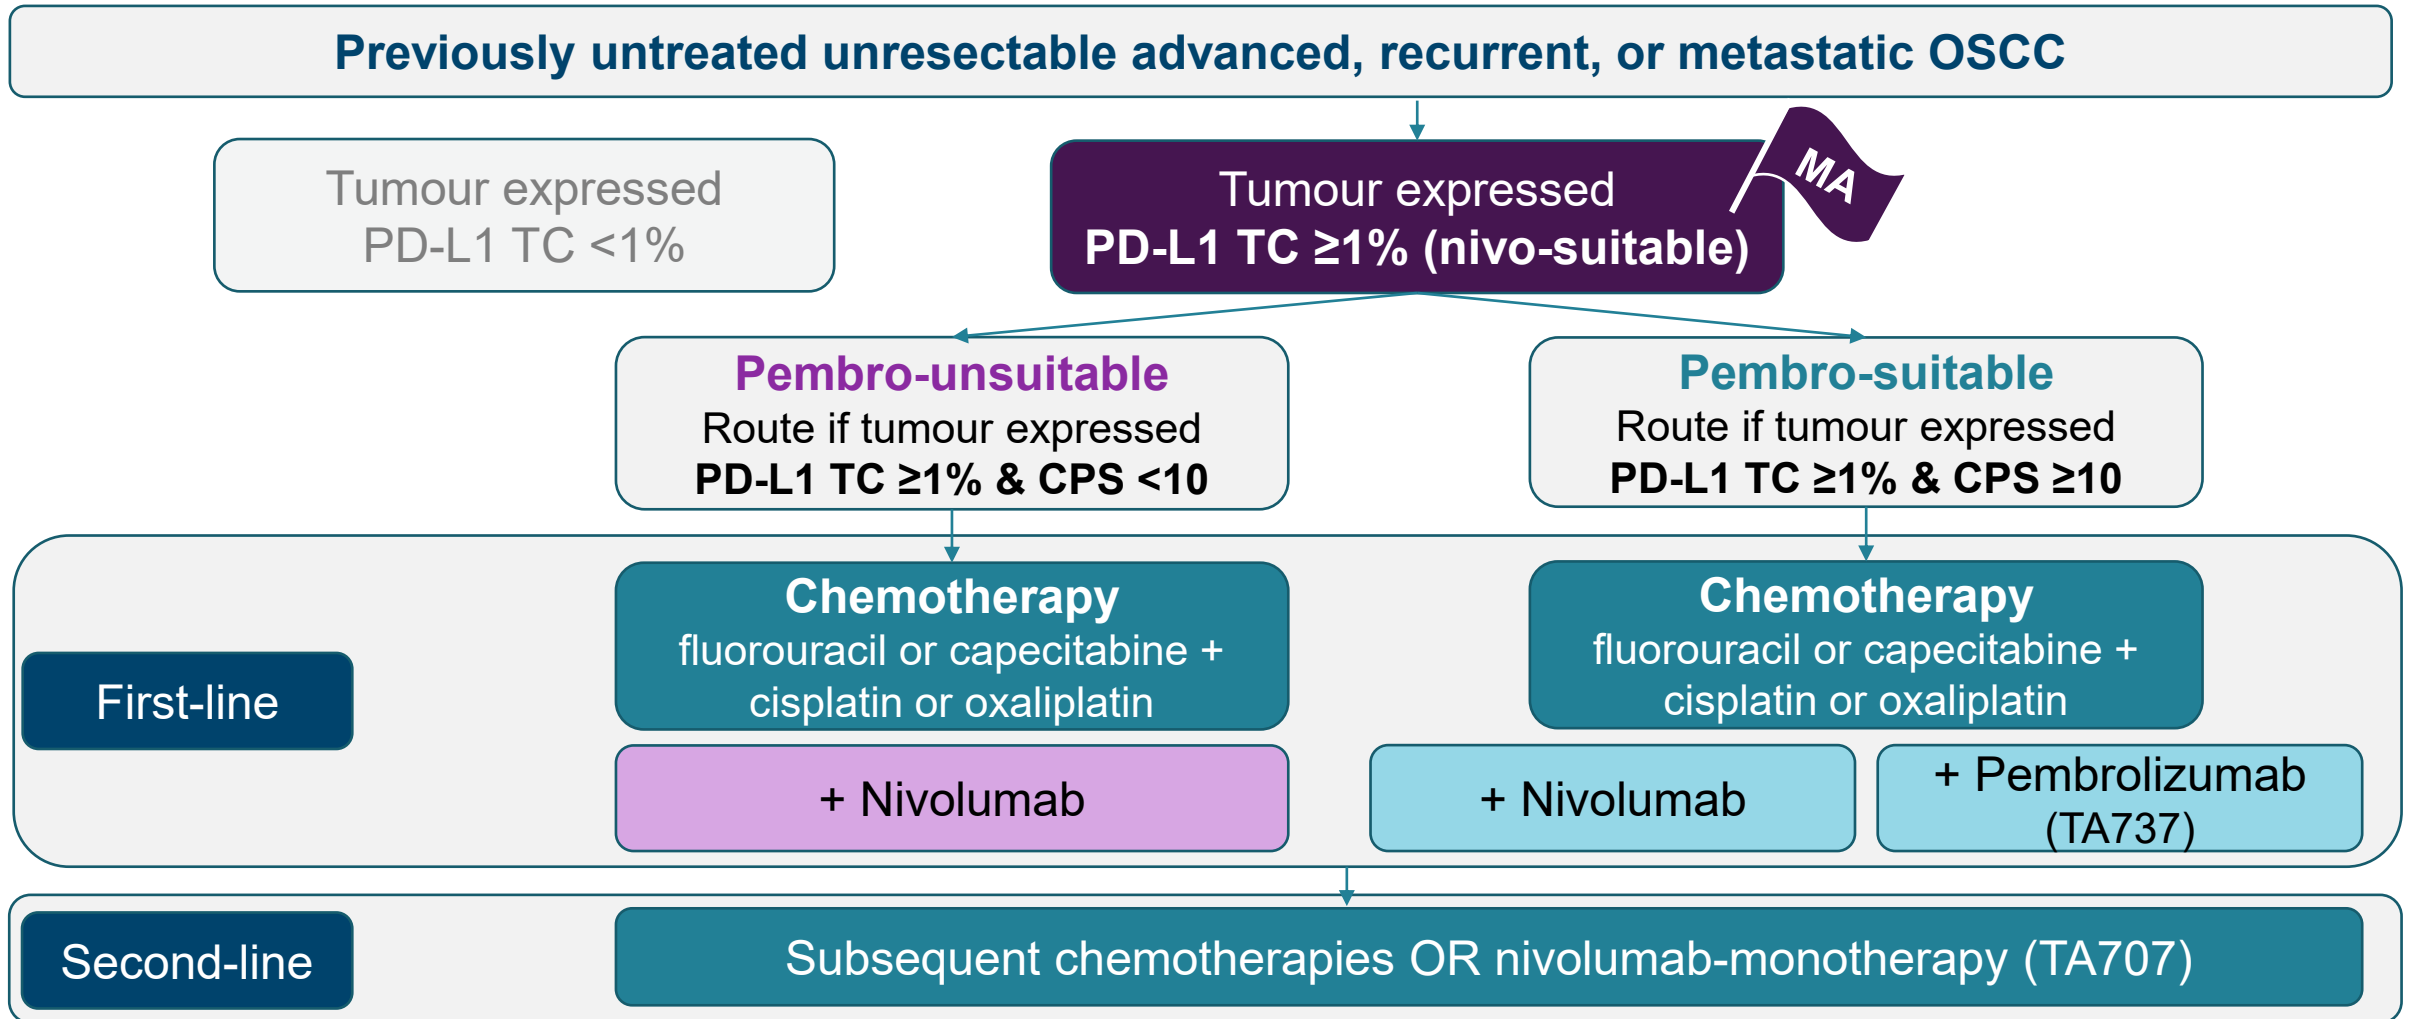 Previously untreated unresectable advanced, recurrent, or metastatic OSCC
Tumour expressed
PD-L1 TC <1%
Tumour expressed
PD-L1 TC ≥1% (nivo-suitable)
MA
Pembro-unsuitable
Route if tumour expressed
PD-L1 TC ≥1% & CPS <10
Pembro-suitable
Route if tumour expressed
PD-L1 TC ≥1% & CPS ≥10
First-line
Chemotherapy
fluorouracil or capecitabine +
cisplatin or oxaliplatin
Chemotherapy
fluorouracil or capecitabine +
cisplatin or oxaliplatin
+ Nivolumab
+ Nivolumab
+ Pembrolizumab
(TA737)
Second-line
Subsequent chemotherapies OR nivolumab-monotherapy (TA707)